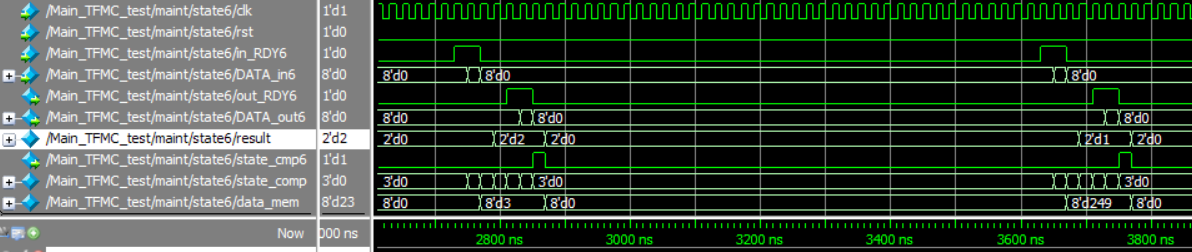 /Main_TFMC_test/maint/state6/clk 1'd1
/Main_TFMC_test/maint/state6/rst 1'd0
/Main_TFMC_test/maint/state6/in_RDY6 1'd0
/Main_TFMC_test/maint/state6/DATA_in6 8'd0 8'd0 8'd0 8'd0
/Main_TFMC_test/maint/state6/out_RDY6 1'd0
/Main_TFMC_test/maint/state6/DATA_out6 8'd0 8'd0 8'd0 8'd0
/Main_TFMC_test/maint/state6/result 2'd2 2'd0 2'd2 2'd0 2'd1 2'd0
/Main_TFMC_test/maint/state6/state_cmp6 1'd1
/Main_TFMC_test/maint/state6/state_comp 3'd0 3'd0 3'd0 3'd0
/Main_TFMC_test/maint/state6/data_mem 8'd23 8'd0 8'd3 8'd0 8'd249 8'd0
Now 000 ns 2800 ns 3000 ns 3200 ns 3400 ns 3600 ns 3800 ns